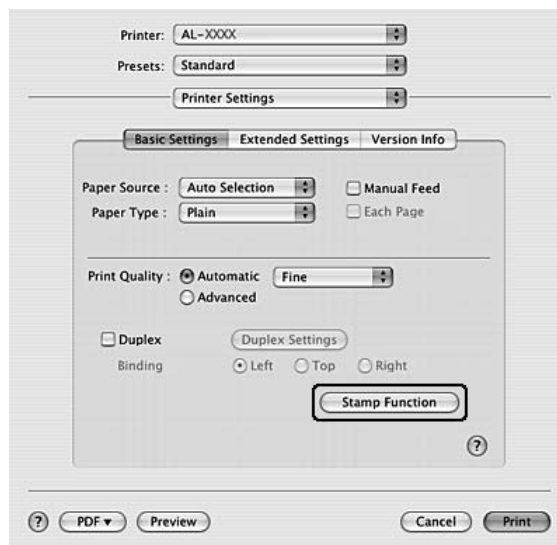 Printer: AL-XXXX
Presets: Standard
Printer Settings
Basic Settings Extended Settings Version Info
Paper Source : Auto Selection Manual Feed
Paper Type : Plain Each Page
Print Quality : Automatic Fine
Advanced
Duplex Duplex Settings
Binding Left Top Right
Stamp Function
?
? PDF ▼ Preview Cancel Print